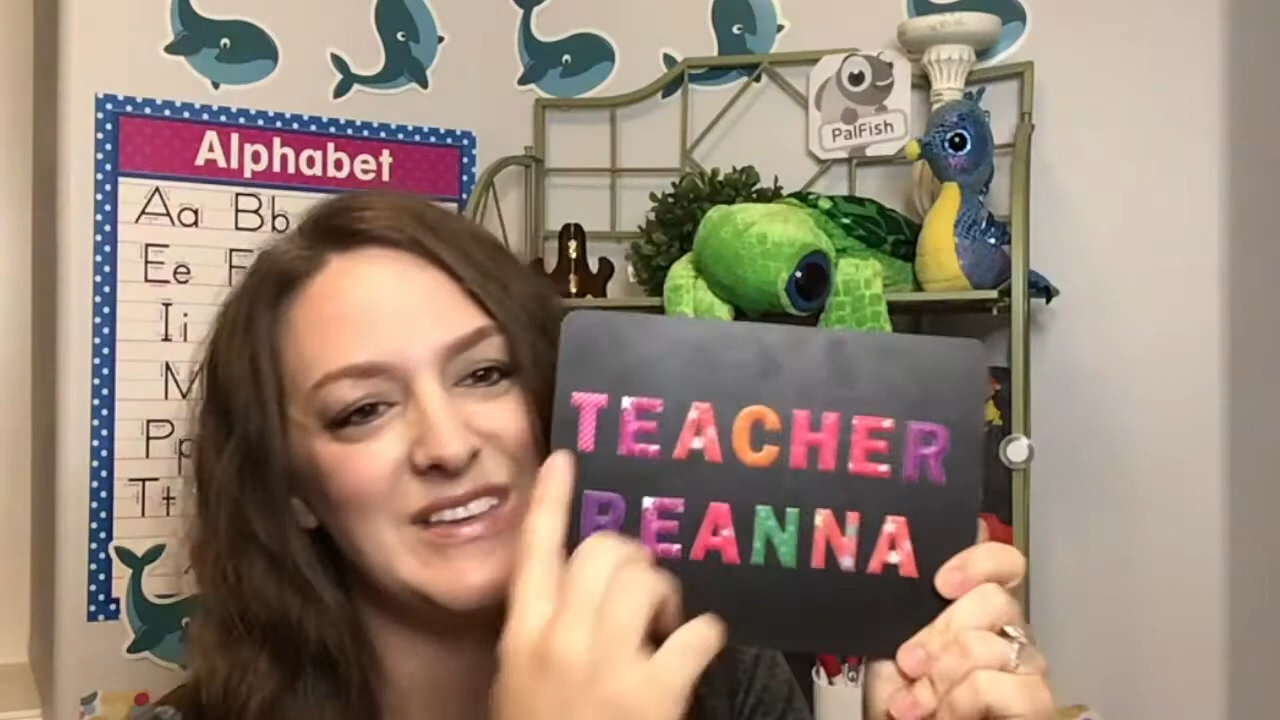 Alphabet
Aa Bb
Ee F
Ii
M
Pp
Tt
PalFish
TEACHER
REANNA